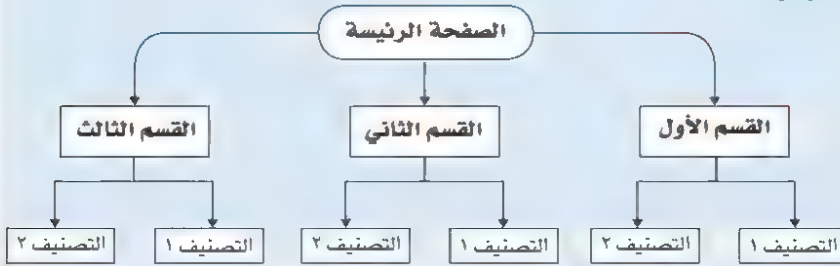 الصفحة الرئيسة
القسم الأول
القسم الثاني
القسم الثالث
التصنيف ١
التصنيف ٢
التصنيف ١
التصنيف ٢
التصنيف ١
التصنيف ٢